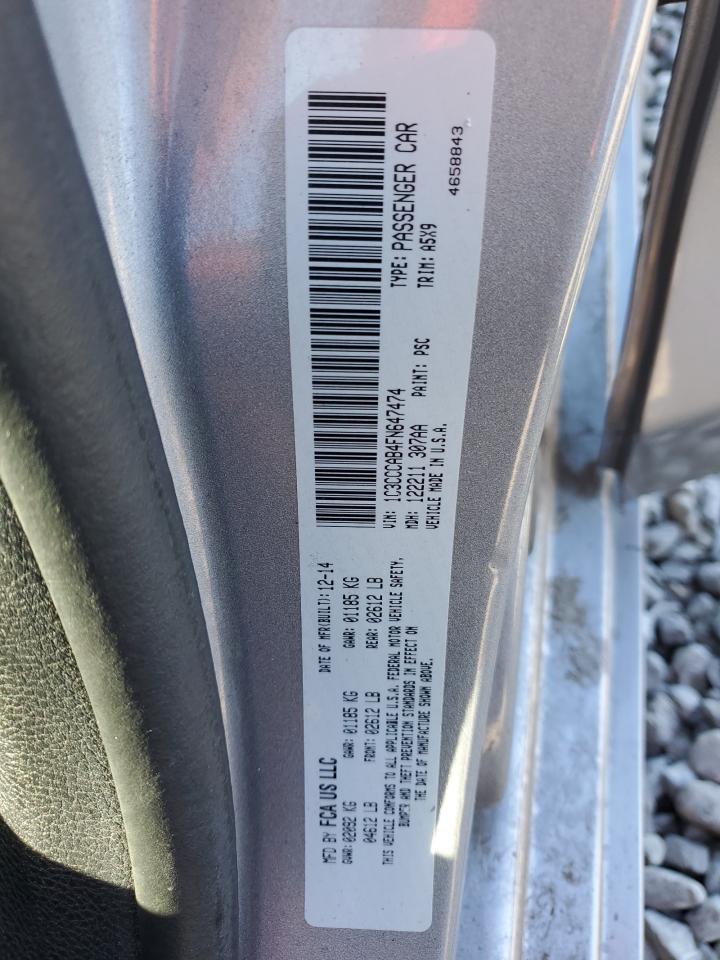 MFD BY FCA US LLC
DATE OF MFR(BUILT): 12-14
GVWR: 02092 KG
GAWR: 01185 KG
GAWR: 01185 KG
04612 LB
FRONT: 02612 LB
REAR: 02612 LB
THIS VEHICLE CONFORMS TO ALL APPLICABLE U.S.A. FEDERAL MOTOR VEHICLE SAFETY,
BUMPER AND THEFT PREVENTION STANDARDS IN EFFECT ON
THE DATE OF MANUFACTURE SHOWN ABOVE.
VIN: 1C3CCCAB4FN647474
TYPE: PASSENGER CAR
MDH: 122211 307AA
PAINT: PSC
TRIM: A5X9
VEHICLE MADE IN U.S.A.
4658843